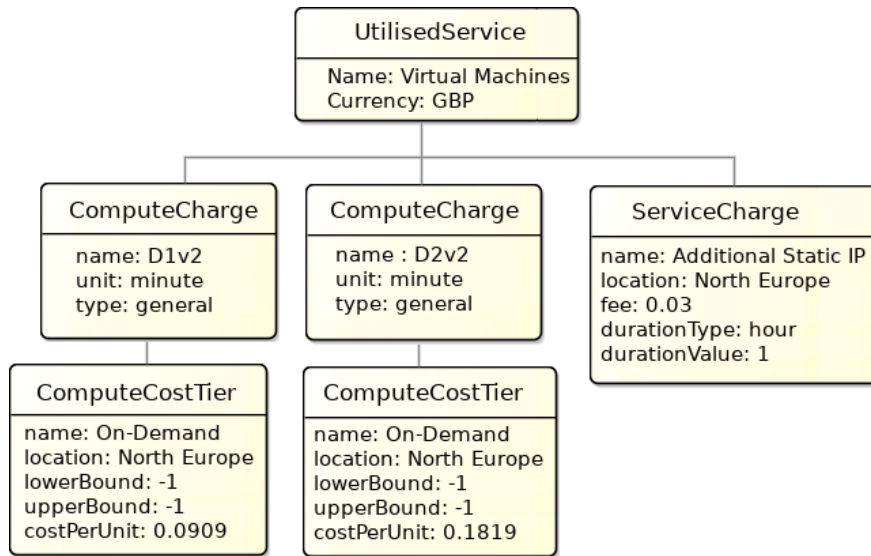 UtilisedService
Name: Virtual Machines
Currency: GBP
ComputeCharge
name: D1v2
unit: minute
type: general
ComputeCharge
name : D2v2
unit: minute
type: general
ServiceCharge
name: Additional Static IP
location: North Europe
fee: 0.03
durationType: hour
durationValue: 1
ComputeCostTier
name: On-Demand
location: North Europe
lowerBound: -1
upperBound: -1
costPerUnit: 0.0909
ComputeCostTier
name: On-Demand
location: North Europe
lowerBound: -1
upperBound: -1
costPerUnit: 0.1819